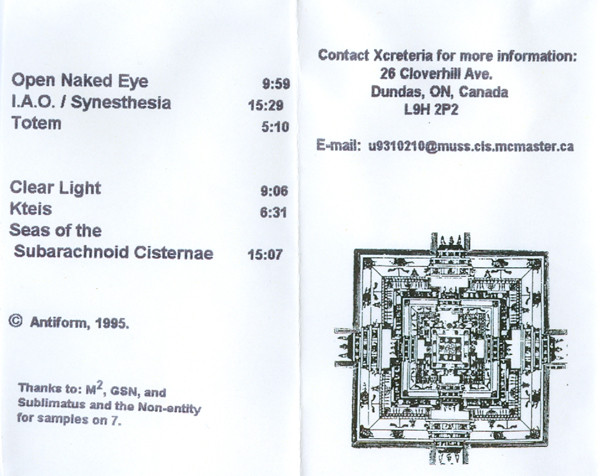 Open Naked Eye 9:59
I.A.O. / Synesthesia 15:29
Totem 5:10
Clear Light 9:06
Kteis 6:31
Seas of the
Subarachnoid Cisternae 15:07
© Antiform, 1995.
Thanks to: M², GSN, and
Sublimatus and the Non-entity
for samples on 7.
Contact Xcreteria for more information:
26 Cloverhill Ave.
Dundas, ON, Canada
L9H 2P2
E-mail: u9310210@muss.cis.mcmaster.ca